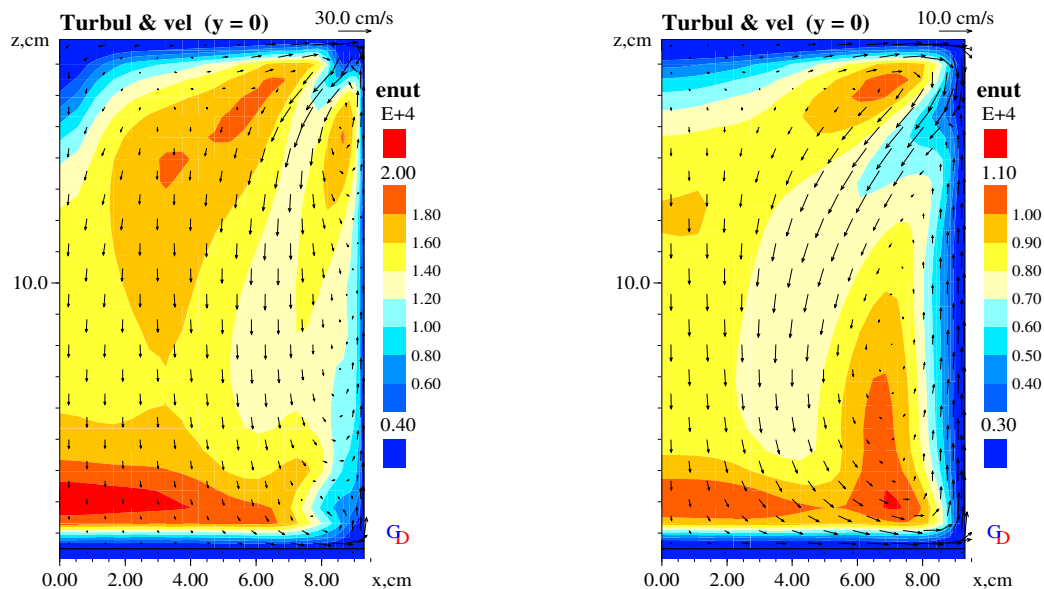 Turbul & vel (y = 0) 30.0 cm/s
z,cm
enut
E+4
2.00
1.80
1.60
1.40
10.0
1.20
1.00
0.80
0.60
0.40
GD
0.00 2.00 4.00 6.00 8.00 x,cm
Turbul & vel (y = 0) 10.0 cm/s
z,cm
enut
E+4
1.10
1.00
0.90
0.80
10.0
0.70
0.60
0.50
0.40
0.30
GD
0.00 2.00 4.00 6.00 8.00 x,cm